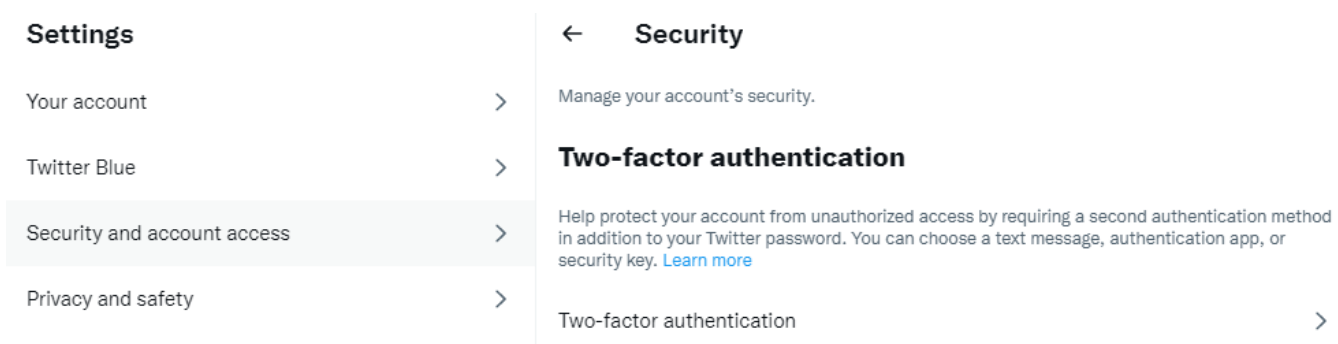 Settings
Your account
Twitter Blue
Security and account access
Privacy and safety
Security
Manage your account's security.
Two-factor authentication
Help protect your account from unauthorized access by requiring a second authentication method
in addition to your Twitter password. You can choose a text message, authentication app, or
security key. Learn more
Two-factor authentication